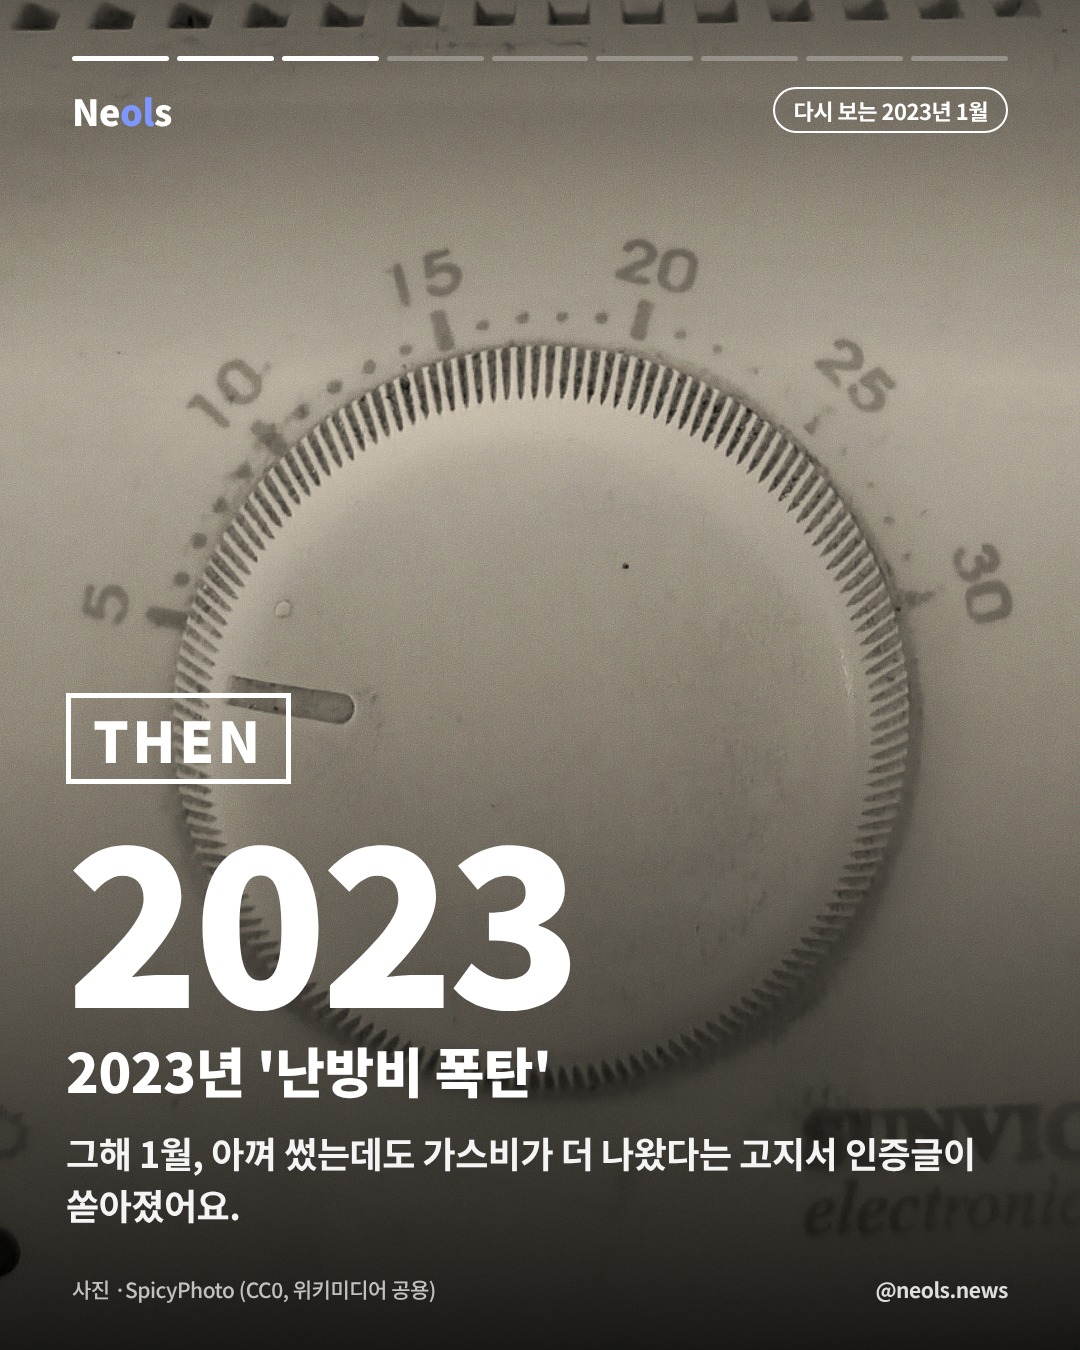 Neols
다시 보는 2023년 1월
5
10
15
20
25
30
THEN
2023
2023년 '난방비 폭탄'
그해 1월, 아껴 썼는데도 가스비가 더 나왔다는 고지서 인증글이
쏟아졌어요.
electronic
사진 · SpicyPhoto (CC0, 위키미디어 공용)
@neols.news